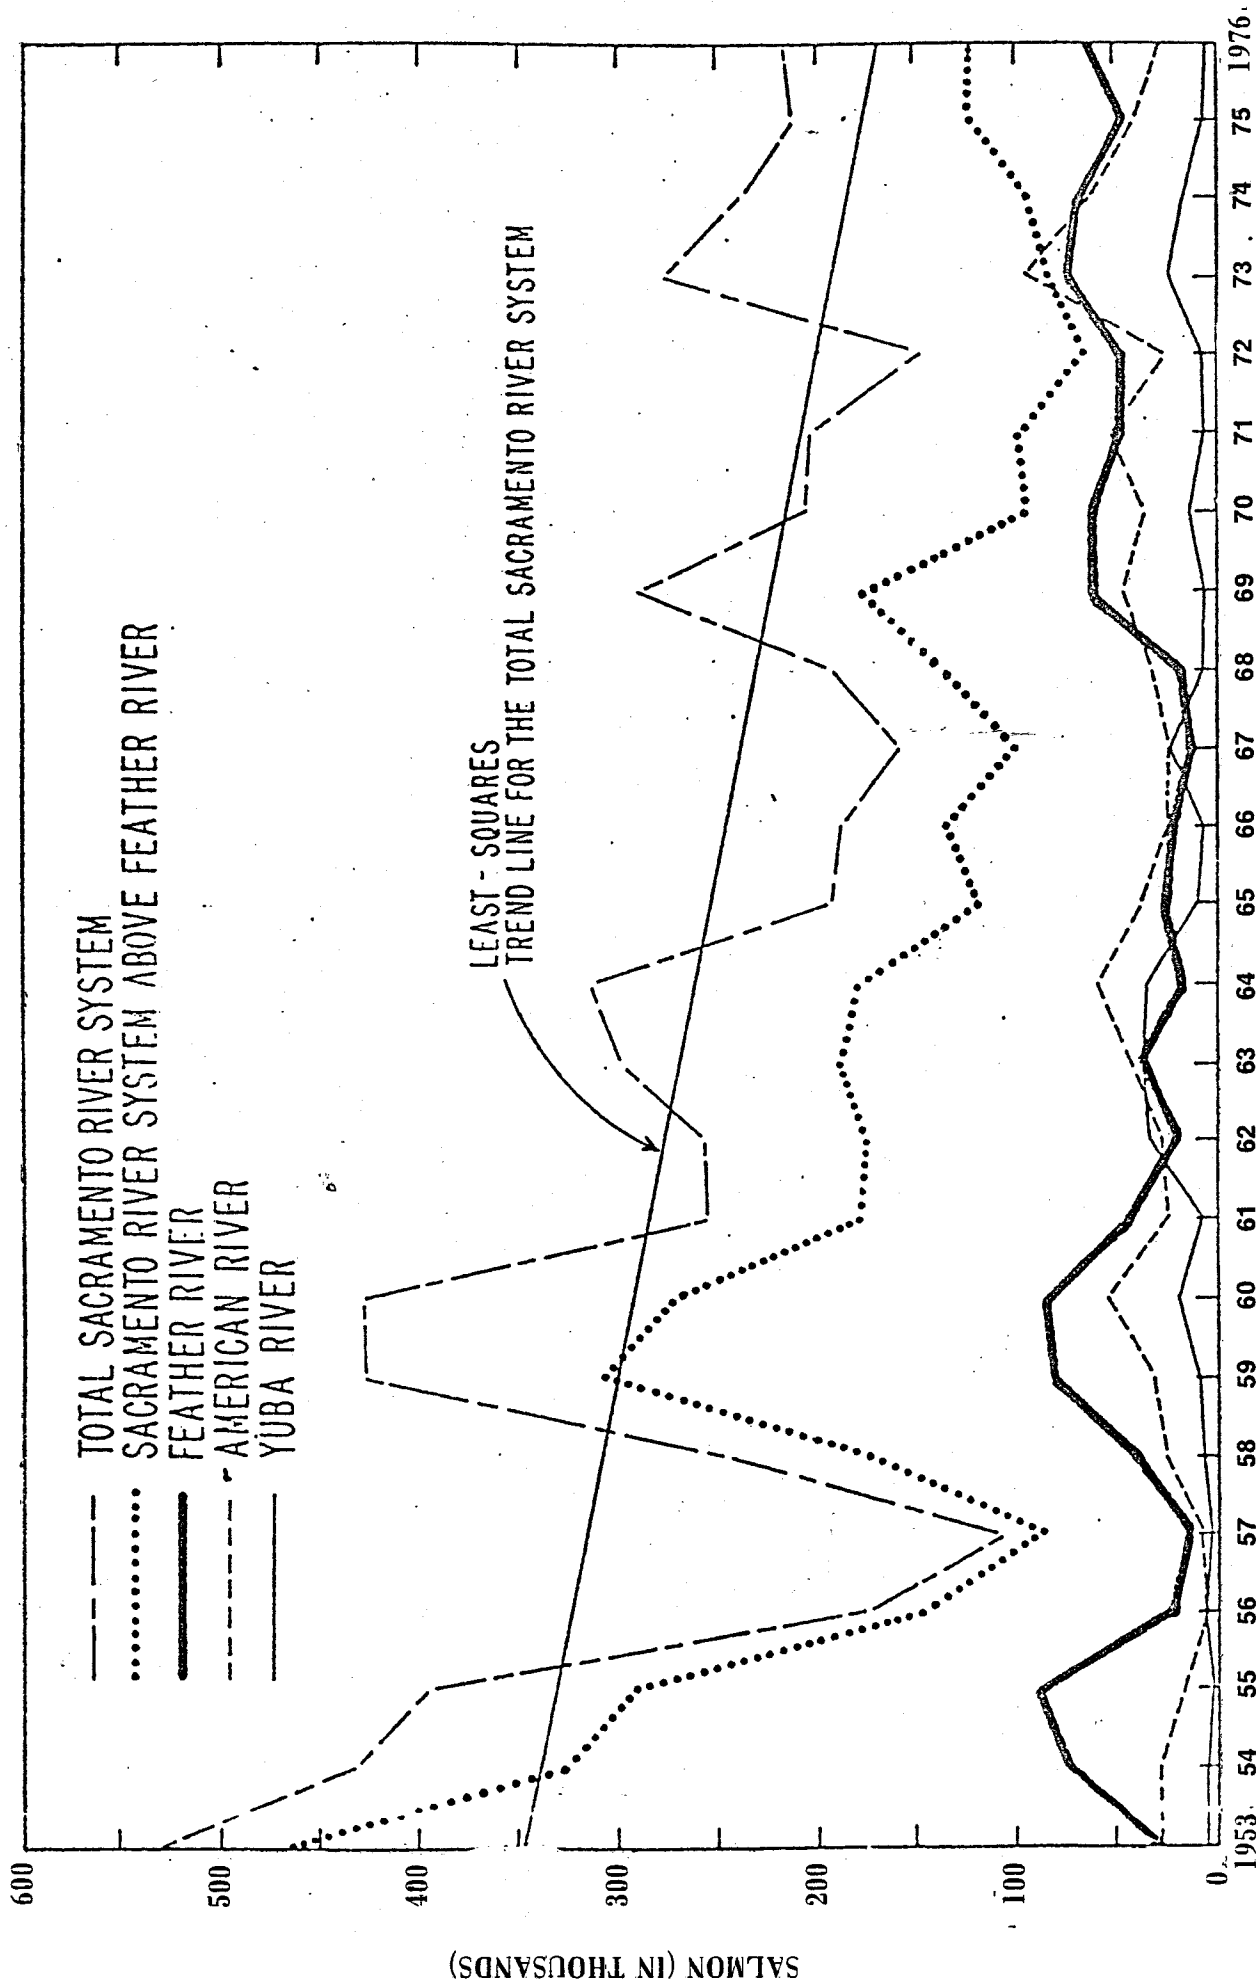 600
500
400
300
200
100
0
SALMON (IN THOUSANDS)
TOTAL SACRAMENTO RIVER SYSTEM
SACRAMENTO RIVER SYSTEM ABOVE FEATHER RIVER
FEATHER RIVER
AMERICAN RIVER
YUBA RIVER
LEAST-SQUARES
TREND LINE FOR THE TOTAL SACRAMENTO RIVER SYSTEM
1953 54 55 56 57 58 59 60 61 62 63 64 65 66 67 68 69 70 71 72 73 74 75 1976